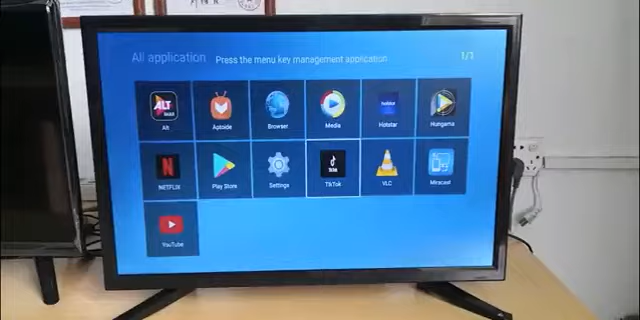 All application Press the menu key management application 1/1
ALT
Alt Aptoide Browser Media Hotstar Hungama
NETFLIX Play Store Settings TikTok VLC Miracast
YouTube